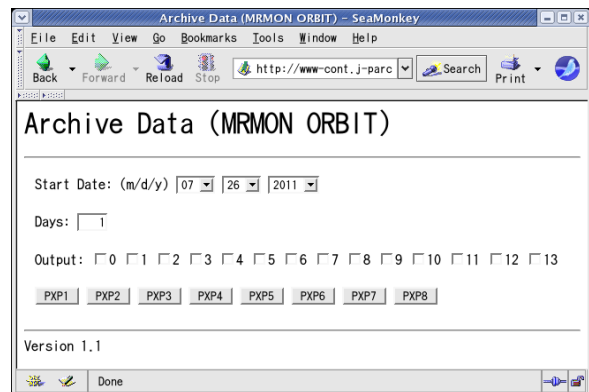 Archive Data (MRMON ORBIT) - SeaMonkey
File Edit View Go Bookmarks Tools Window Help
Back Forward Reload Stop http://www-cont.j-parc Search Print
Archive Data (MRMON ORBIT)
Start Date: (m/d/y) 07 26 2011
Days: 1
Output: 0 1 2 3 4 5 6 7 8 9 10 11 12 13
PXP1 PXP2 PXP3 PXP4 PXP5 PXP6 PXP7 PXP8
Version 1.1
Done